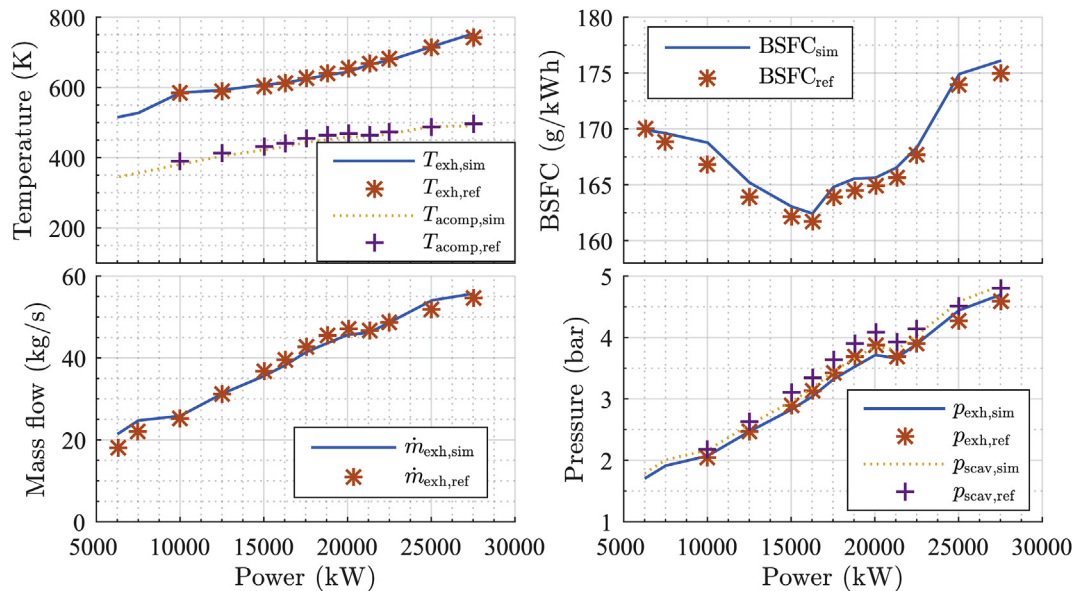 800
600
400
200
Temperature (K)
T_exh,sim
T_exh,ref
T_acomp,sim
T_acomp,ref
180
175
170
165
160
BSFC (g/kWh)
BSFC_sim
BSFC_ref
60
40
20
0
Mass flow (kg/s)
ṁ_exh,sim
ṁ_exh,ref
5000 10000 15000 20000 25000 30000
Power (kW)
5
4
3
2
1
Pressure (bar)
p_exh,sim
p_exh,ref
p_scav,sim
p_scav,ref
5000 10000 15000 20000 25000 30000
Power (kW)